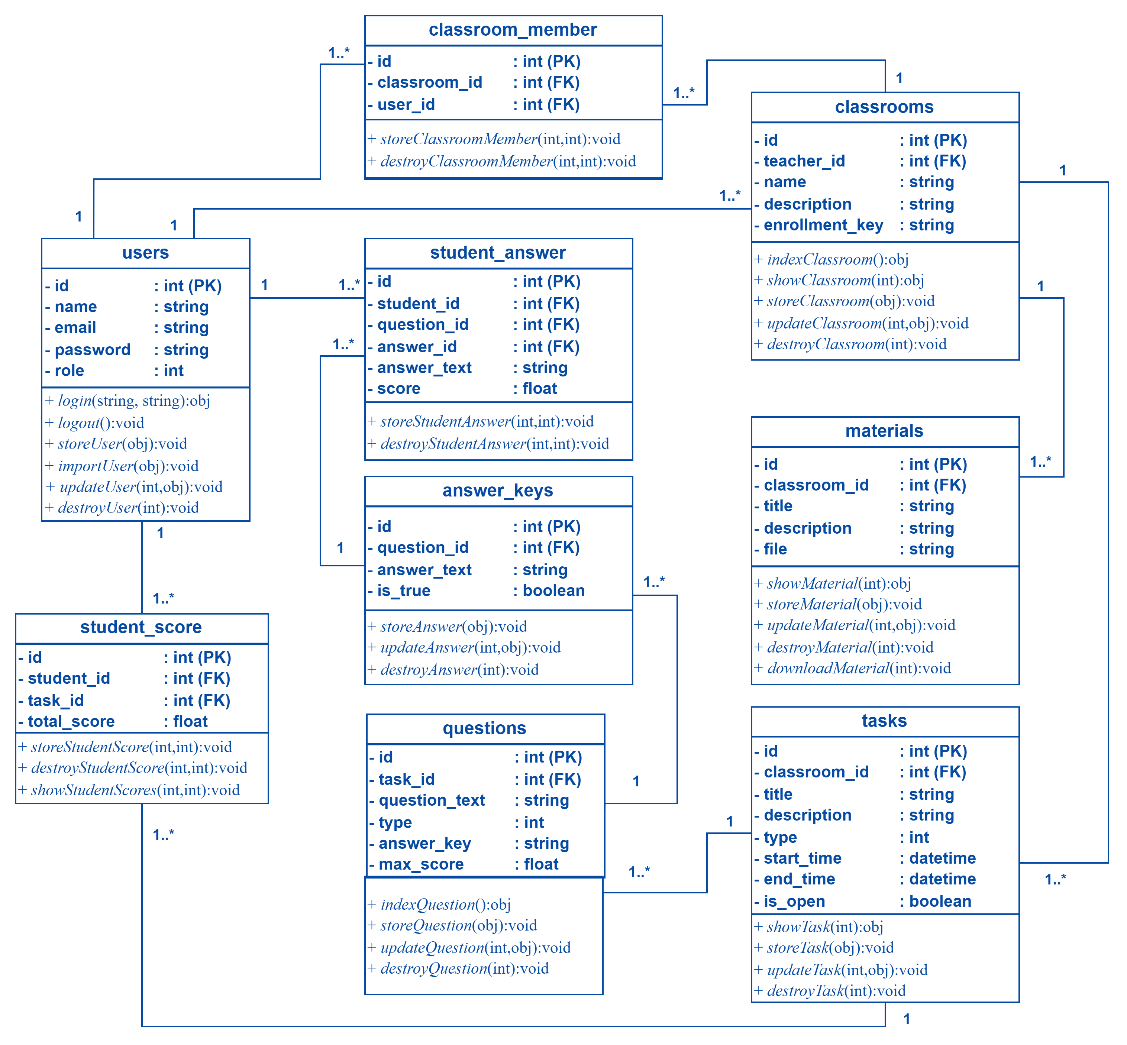 classroom_member
- id : int (PK)
- classroom_id : int (FK)
- user_id : int (FK)
+ storeClassroomMember(int,int):void
+ destroyClassroomMember(int,int):void
1..*
1..*
1
classrooms
- id : int (PK)
- teacher_id : int (FK)
- name : string
- description : string
- enrollment_key : string
+ indexClassroom():obj
+ showClassroom(int):obj
+ storeClassroom(obj):void
+ updateClassroom(int,obj):void
+ destroyClassroom(int):void
1
1..*
1
1
1
users
- id : int (PK)
- name : string
- email : string
- password : string
- role : int
+ login(string, string):obj
+ logout():void
+ storeUser(obj):void
+ importUser(obj):void
+ updateUser(int,obj):void
+ destroyUser(int):void
1
1..*
1..*
student_answer
- id : int (PK)
- student_id : int (FK)
- question_id : int (FK)
- answer_id : int (FK)
- answer_text : string
- score : float
+ storeStudentAnswer(int,int):void
+ destroyStudentAnswer(int,int):void
materials
- id : int (PK)
- classroom_id : int (FK)
- title : string
- description : string
- file : string
+ showMaterial(int):obj
+ storeMaterial(obj):void
+ updateMaterial(int,obj):void
+ destroyMaterial(int):void
+ downloadMaterial(int):void
1..*
answer_keys
- id : int (PK)
- question_id : int (FK)
- answer_text : string
- is_true : boolean
+ storeAnswer(obj):void
+ updateAnswer(int,obj):void
+ destroyAnswer(int):void
1
1..*
1
1..*
student_score
- id : int (PK)
- student_id : int (FK)
- task_id : int (FK)
- total_score : float
+ storeStudentScore(int,int):void
+ destroyStudentScore(int,int):void
+ showStudentScores(int,int):void
1..*
questions
- id : int (PK)
- task_id : int (FK)
- question_text : string
- type : int
- answer_key : string
- max_score : float
+ indexQuestion():obj
+ storeQuestion(obj):void
+ updateQuestion(int,obj):void
+ destroyQuestion(int):void
1
1..*
1
tasks
- id : int (PK)
- classroom_id : int (FK)
- title : string
- description : string
- type : int
- start_time : datetime
- end_time : datetime
- is_open : boolean
+ showTask(int):obj
+ storeTask(obj):void
+ updateTask(int,obj):void
+ destroyTask(int):void
1..*
1